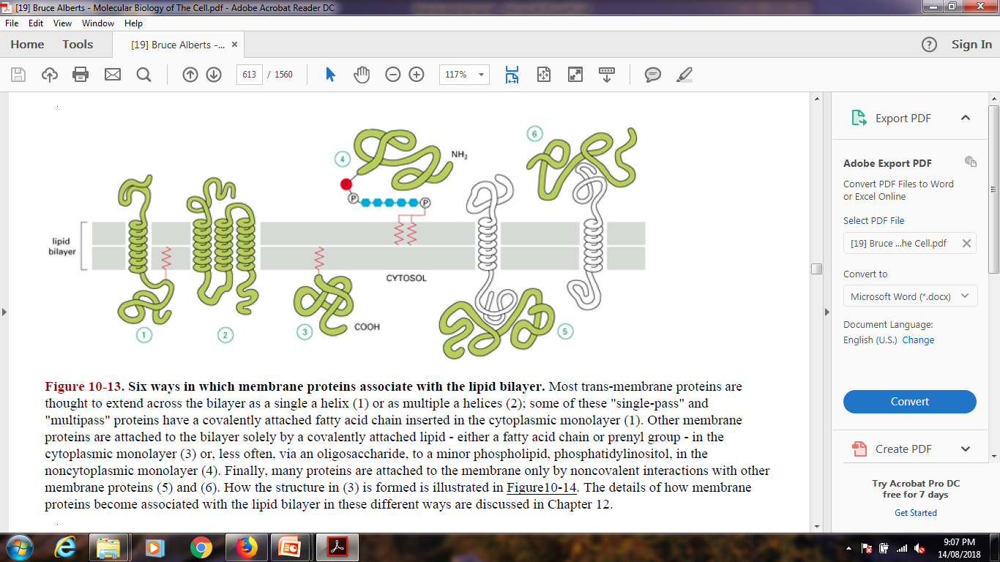 [19] Bruce Alberts - Molecular Biology of The Cell.pdf - Adobe Acrobat Reader DC
File Edit View Window Help
Home Tools [19] Bruce Alberts -... × Sign In
613 / 1560 117%
4 NH2 6
P P
lipid
bilayer
CYTOSOL
COOH
1 2 3 5
Figure 10-13. Six ways in which membrane proteins associate with the lipid bilayer. Most trans-membrane proteins are
thought to extend across the bilayer as a single a helix (1) or as multiple a helices (2); some of these "single-pass" and
"multipass" proteins have a covalently attached fatty acid chain inserted in the cytoplasmic monolayer (1). Other membrane
proteins are attached to the bilayer solely by a covalently attached lipid - either a fatty acid chain or prenyl group - in the
cytoplasmic monolayer (3) or, less often, via an oligosaccharide, to a minor phospholipid, phosphatidylinositol, in the
noncytoplasmic monolayer (4). Finally, many proteins are attached to the membrane only by noncovalent interactions with other
membrane proteins (5) and (6). How the structure in (3) is formed is illustrated in Figure10-14. The details of how membrane
proteins become associated with the lipid bilayer in these different ways are discussed in Chapter 12.
Export PDF
Adobe Export PDF
Convert PDF Files to Word
or Excel Online
Select PDF File
[19] Bruce ...he Cell.pdf
Convert to
Microsoft Word (*.docx)
Document Language:
English (U.S.) Change
Convert
Create PDF
Try Acrobat Pro DC
free for 7 days
Get Started
9:07 PM
14/08/2018